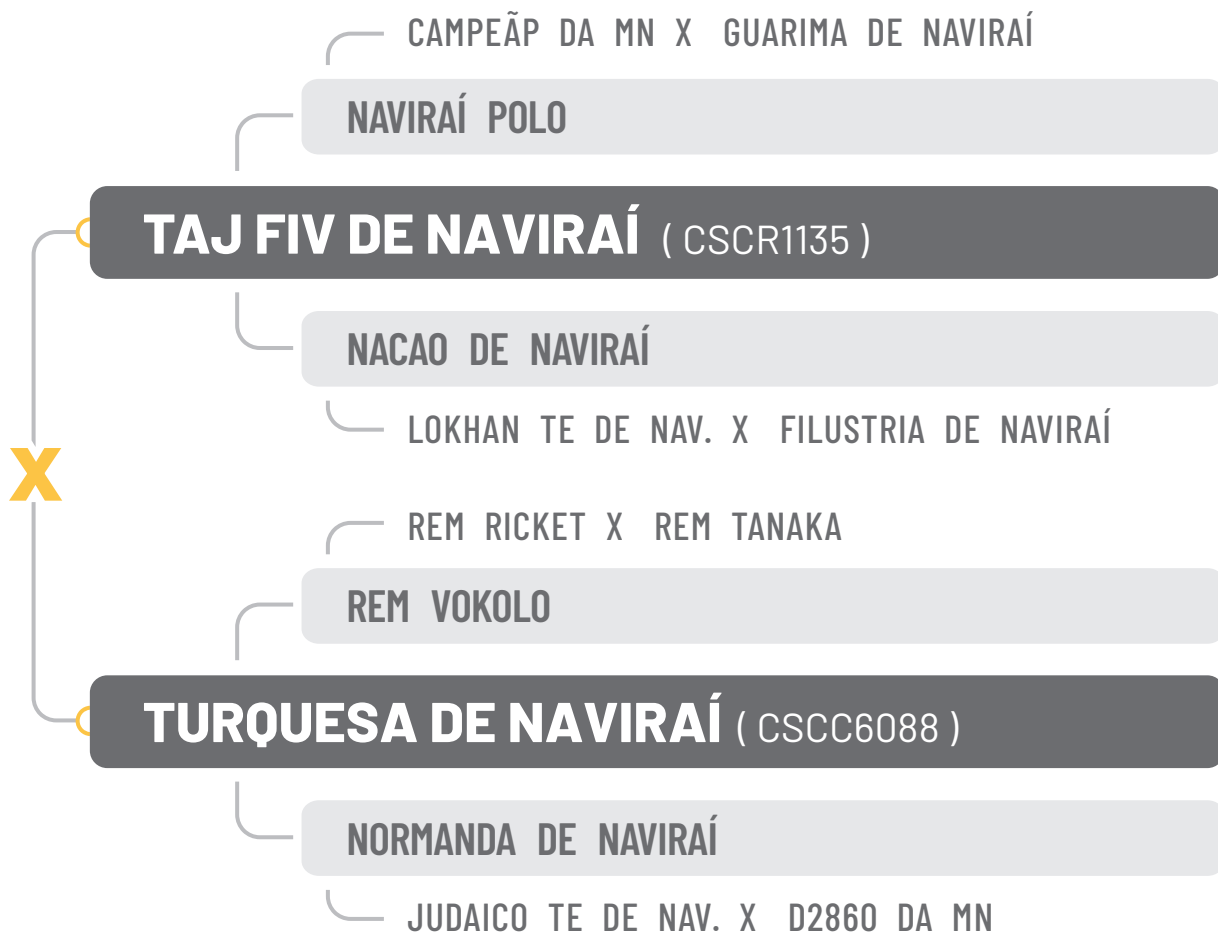 CAMPEÃP DA MN X GUARIMA DE NAVIRAÍ
NAVIRAÍ POLO
TAJ FIV DE NAVIRAÍ ( CSCR1135 )
NACAO DE NAVIRAÍ
LOKHAN TE DE NAV. X FILUSTRIA DE NAVIRAÍ
X
REM RICKET X REM TANAKA
REM VOKOLO
TURQUESA DE NAVIRAÍ ( CSCC6088 )
NORMANDA DE NAVIRAÍ
JUDAICO TE DE NAV. X D2860 DA MN